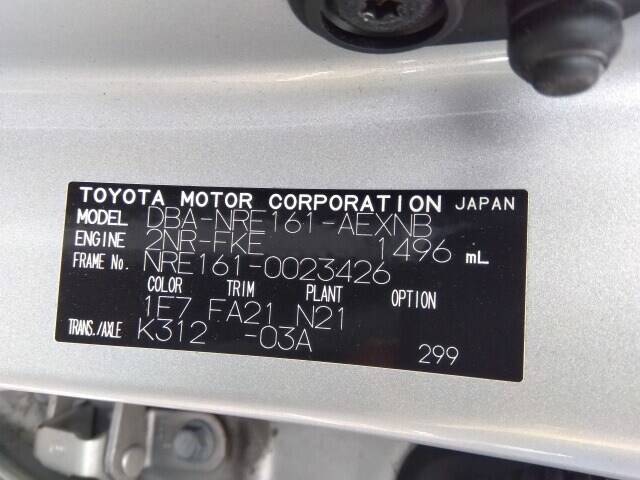 TOYOTA MOTOR CORPORATION JAPAN
MODEL DBA-NRE161-AEXNB
ENGINE 2NR-FKE 1496 mL
FRAME No. NRE161-0023426
COLOR TRIM PLANT OPTION
1F7 FA21 N21
TRANS./AXLE K312 -03A
299